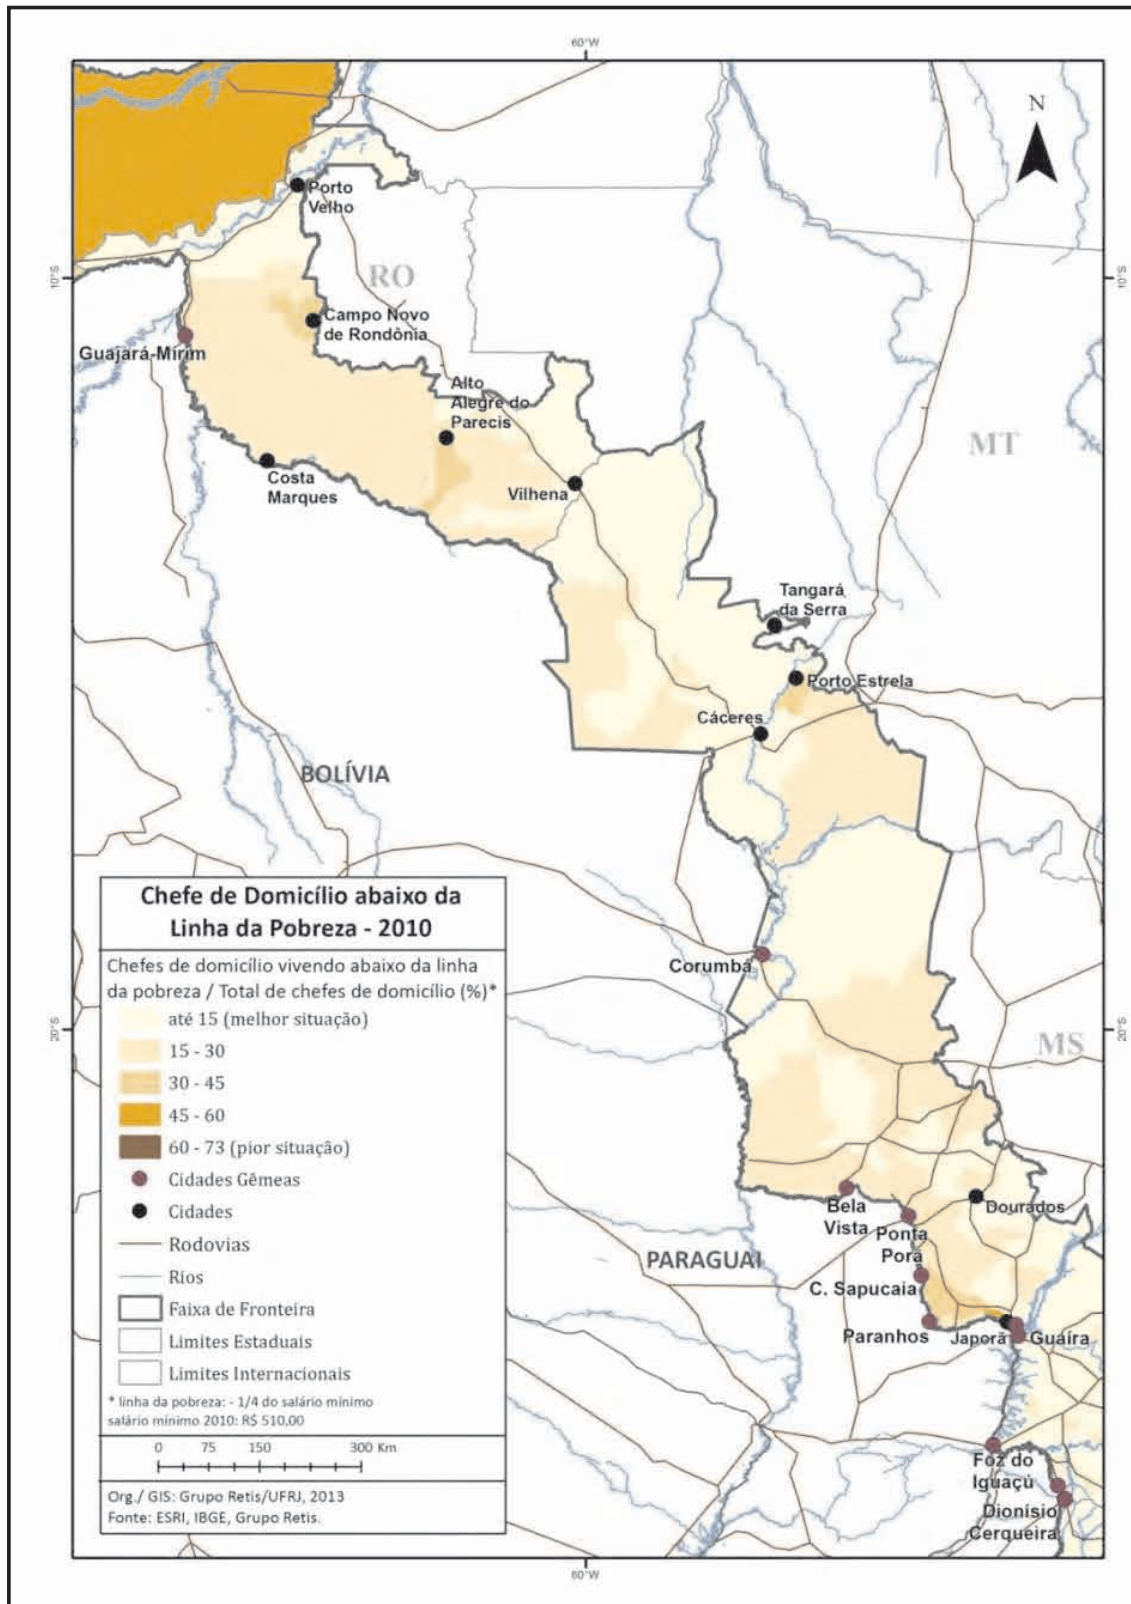 60°W
N
Porto
Velho
RO
10°S
10°S
Campo Novo
de Rondônia
Guajará-Mirim
Alto
Alegre do
Parecis
MT
Costa
Marques
Vilhena
Tangará
da Serra
Porto Estrela
Cáceres
BOLÍVIA
Corumbá
20°S
20°S
MS
Bela
Vista
Ponta
Porã
Dourados
PARAGUAI
C. Sapucaia
Paranhos
Japorã
Guaíra
Foz do
Iguaçú
Dionísio
Cerqueira
Chefe de Domicílio abaixo da
Linha da Pobreza - 2010
Chefes de domicílio vivendo abaixo da linha
da pobreza / Total de chefes de domicílio (%)*
até 15 (melhor situação)
15 - 30
30 - 45
45 - 60
60 - 73 (pior situação)
Cidades Gêmeas
Cidades
Rodovias
Rios
Faixa de Fronteira
Limites Estaduais
Limites Internacionais
* linha da pobreza: - 1/4 do salário mínimo
salário mínimo 2010: R$ 510,00
0 75 150 300 Km
Org./ GIS: Grupo Retis/UFRJ, 2013
Fonte: ESRI, IBGE, Grupo Retis.
60°W